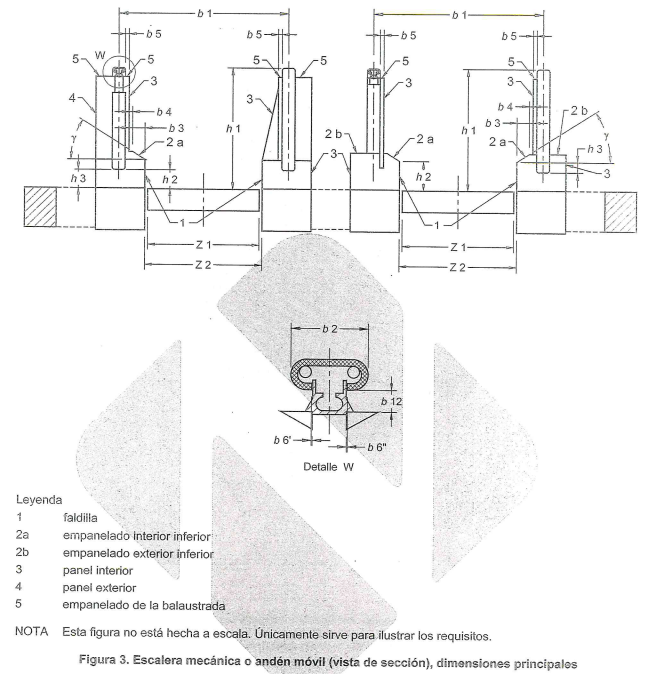 b 1
b 1
b 5
b 5
b 5
b 5
W
5
5
5
5
5
5
3
3
3
3
4
b 4
b 3
2 a
γ
h 3
h 2
h 1
3
2 b
2 a
h 2
h 1
b 4
b 3
2 a
2 b
γ
h 3
3
1
1
Z 1
Z 1
Z 2
Z 2
b 2
b 12
b 6'
b 6"
Detalle W
Leyenda
1 faldilla
2a empanelado interior inferior
2b empanelado exterior inferior
3 panel interior
4 panel exterior
5 empanelado de la balaustrada
NOTA Esta figura no está hecha a escala. Únicamente sirve para ilustrar los requisitos.
Figura 3. Escalera mecánica o andén móvil (vista de sección), dimensiones principales